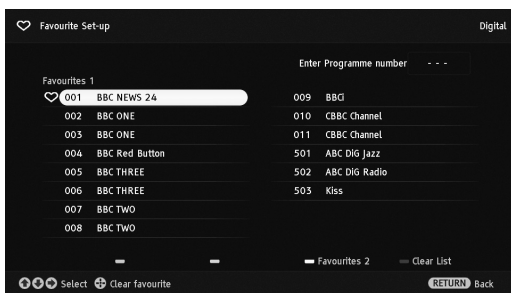 Favourite Set-up
Digital
Enter Programme number - - -
Favourites 1
001 BBC NEWS 24
002 BBC ONE
003 BBC ONE
004 BBC Red Button
005 BBC THREE
006 BBC THREE
007 BBC TWO
008 BBC TWO
009 BBCi
010 CBBC Channel
011 CBBC Channel
501 ABC DiG Jazz
502 ABC DiG Radio
503 Kiss
Favourites 2
Clear List
Select Clear favourite
RETURN Back